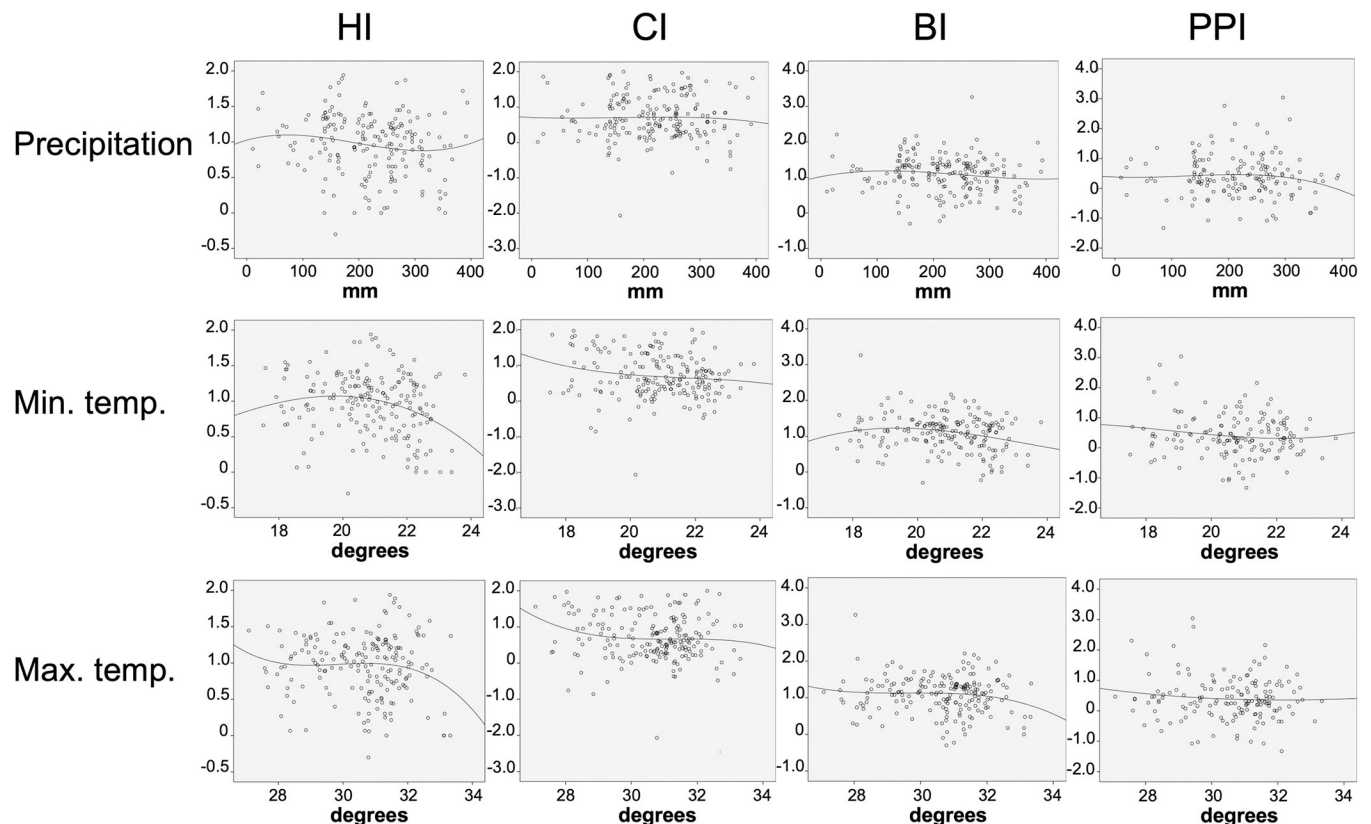 HI CI BI PPI
Precipitation
2.0 1.5 1.0 0.5 0 -0.5
0 100 200 300 400
mm
2.0 1.0 0 -1.0 -2.0 -3.0
0 100 200 300 400
mm
4.0 3.0 2.0 1.0 0 -1.0
0 100 200 300 400
mm
4.0 3.0 2.0 1.0 0 -1.0 -2.0
0 100 200 300 400
mm
Min. temp.
2.0 1.5 1.0 0.5 0 -0.5
18 20 22 24
degrees
2.0 1.0 0 -1.0 -2.0 -3.0
18 20 22 24
degrees
4.0 3.0 2.0 1.0 0 -1.0
18 20 22 24
degrees
4.0 3.0 2.0 1.0 0 -1.0 -2.0
18 20 22 24
degrees
Max. temp.
2.0 1.5 1.0 0.5 0 -0.5
28 30 32 34
degrees
2.0 1.0 0 -1.0 -2.0 -3.0
28 30 32 34
degrees
4.0 3.0 2.0 1.0 0 -1.0
28 30 32 34
degrees
4.0 3.0 2.0 1.0 0 -1.0 -2.0
28 30 32 34
degrees